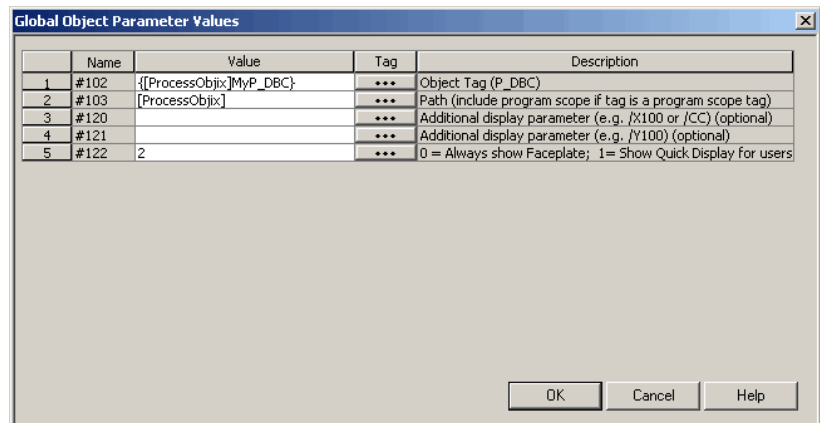 Global Object Parameter Values
Name Value Tag Description
1 #102 {[ProcessObjix]MyP_DBC} ••• Object Tag (P_DBC)
2 #103 [ProcessObjix] ••• Path (include program scope if tag is a program scope tag)
3 #120 ••• Additional display parameter (e.g. /X100 or /CC) (optional)
4 #121 ••• Additional display parameter (e.g. /Y100) (optional)
5 #122 2 ••• 0 = Always show Faceplate; 1= Show Quick Display for users
OK Cancel Help